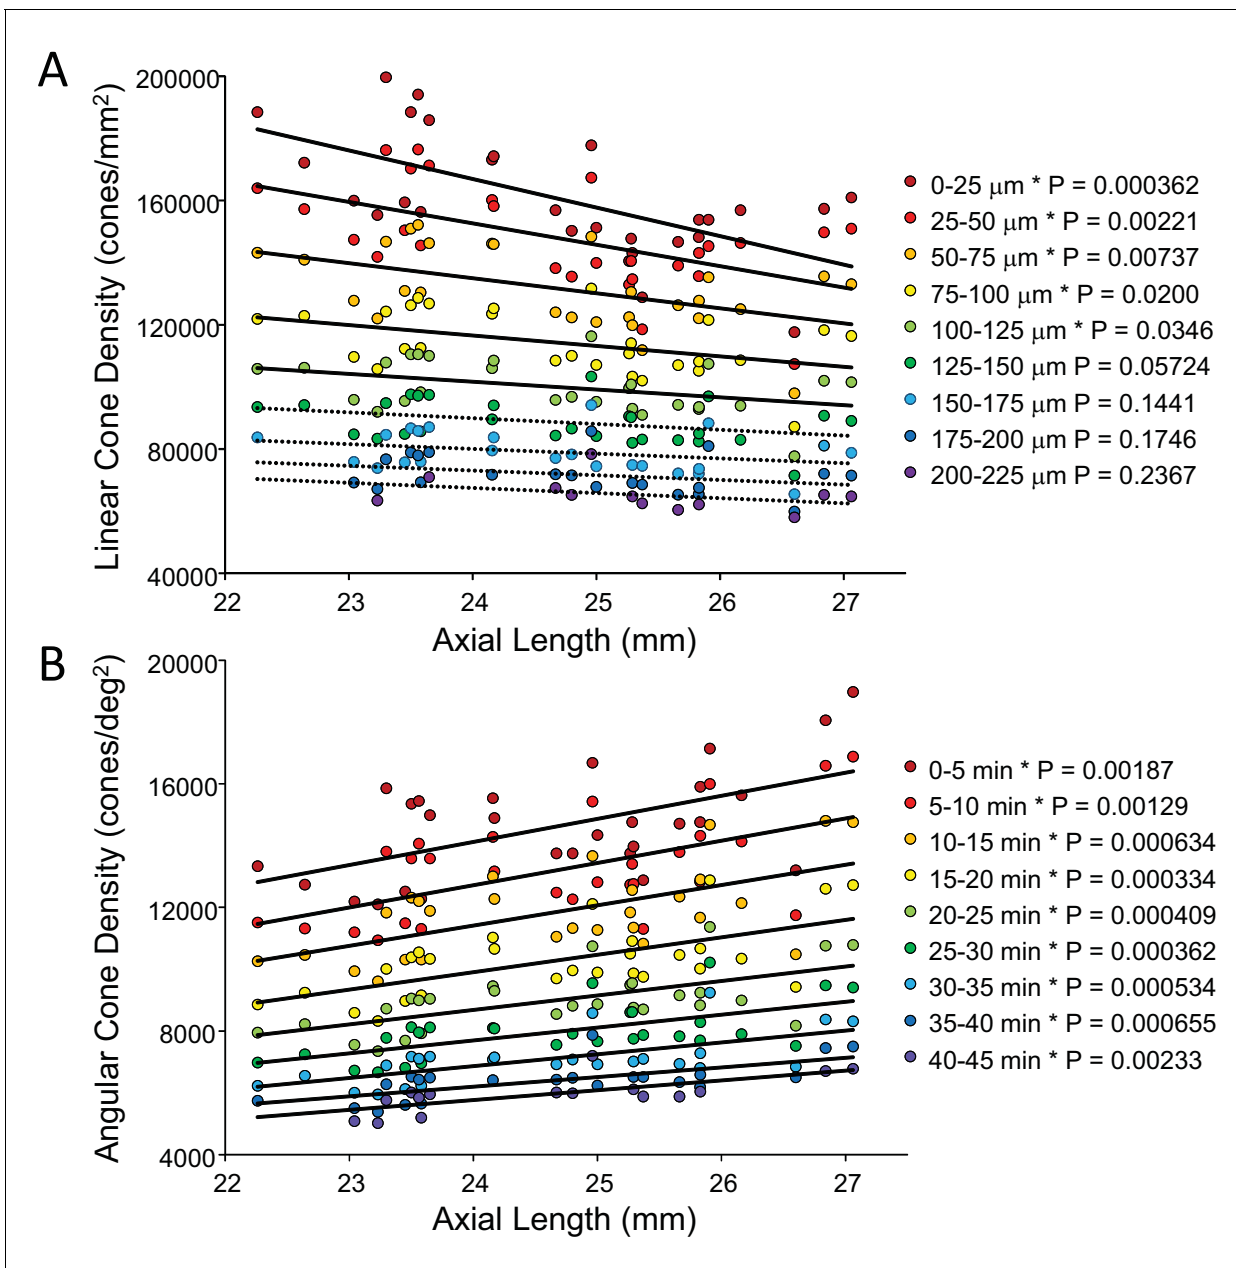 A
Linear Cone Density (cones/mm²)
200000
160000
120000
80000
40000
22 23 24 25 26 27
Axial Length (mm)
0-25 μm * P = 0.000362
25-50 μm * P = 0.00221
50-75 μm * P = 0.00737
75-100 μm * P = 0.0200
100-125 μm * P = 0.0346
125-150 μm P = 0.05724
150-175 μm P = 0.1441
175-200 μm P = 0.1746
200-225 μm P = 0.2367
B
Angular Cone Density (cones/deg²)
20000
16000
12000
8000
4000
22 23 24 25 26 27
Axial Length (mm)
0-5 min * P = 0.00187
5-10 min * P = 0.00129
10-15 min * P = 0.000634
15-20 min * P = 0.000334
20-25 min * P = 0.000409
25-30 min * P = 0.000362
30-35 min * P = 0.000534
35-40 min * P = 0.000655
40-45 min * P = 0.00233